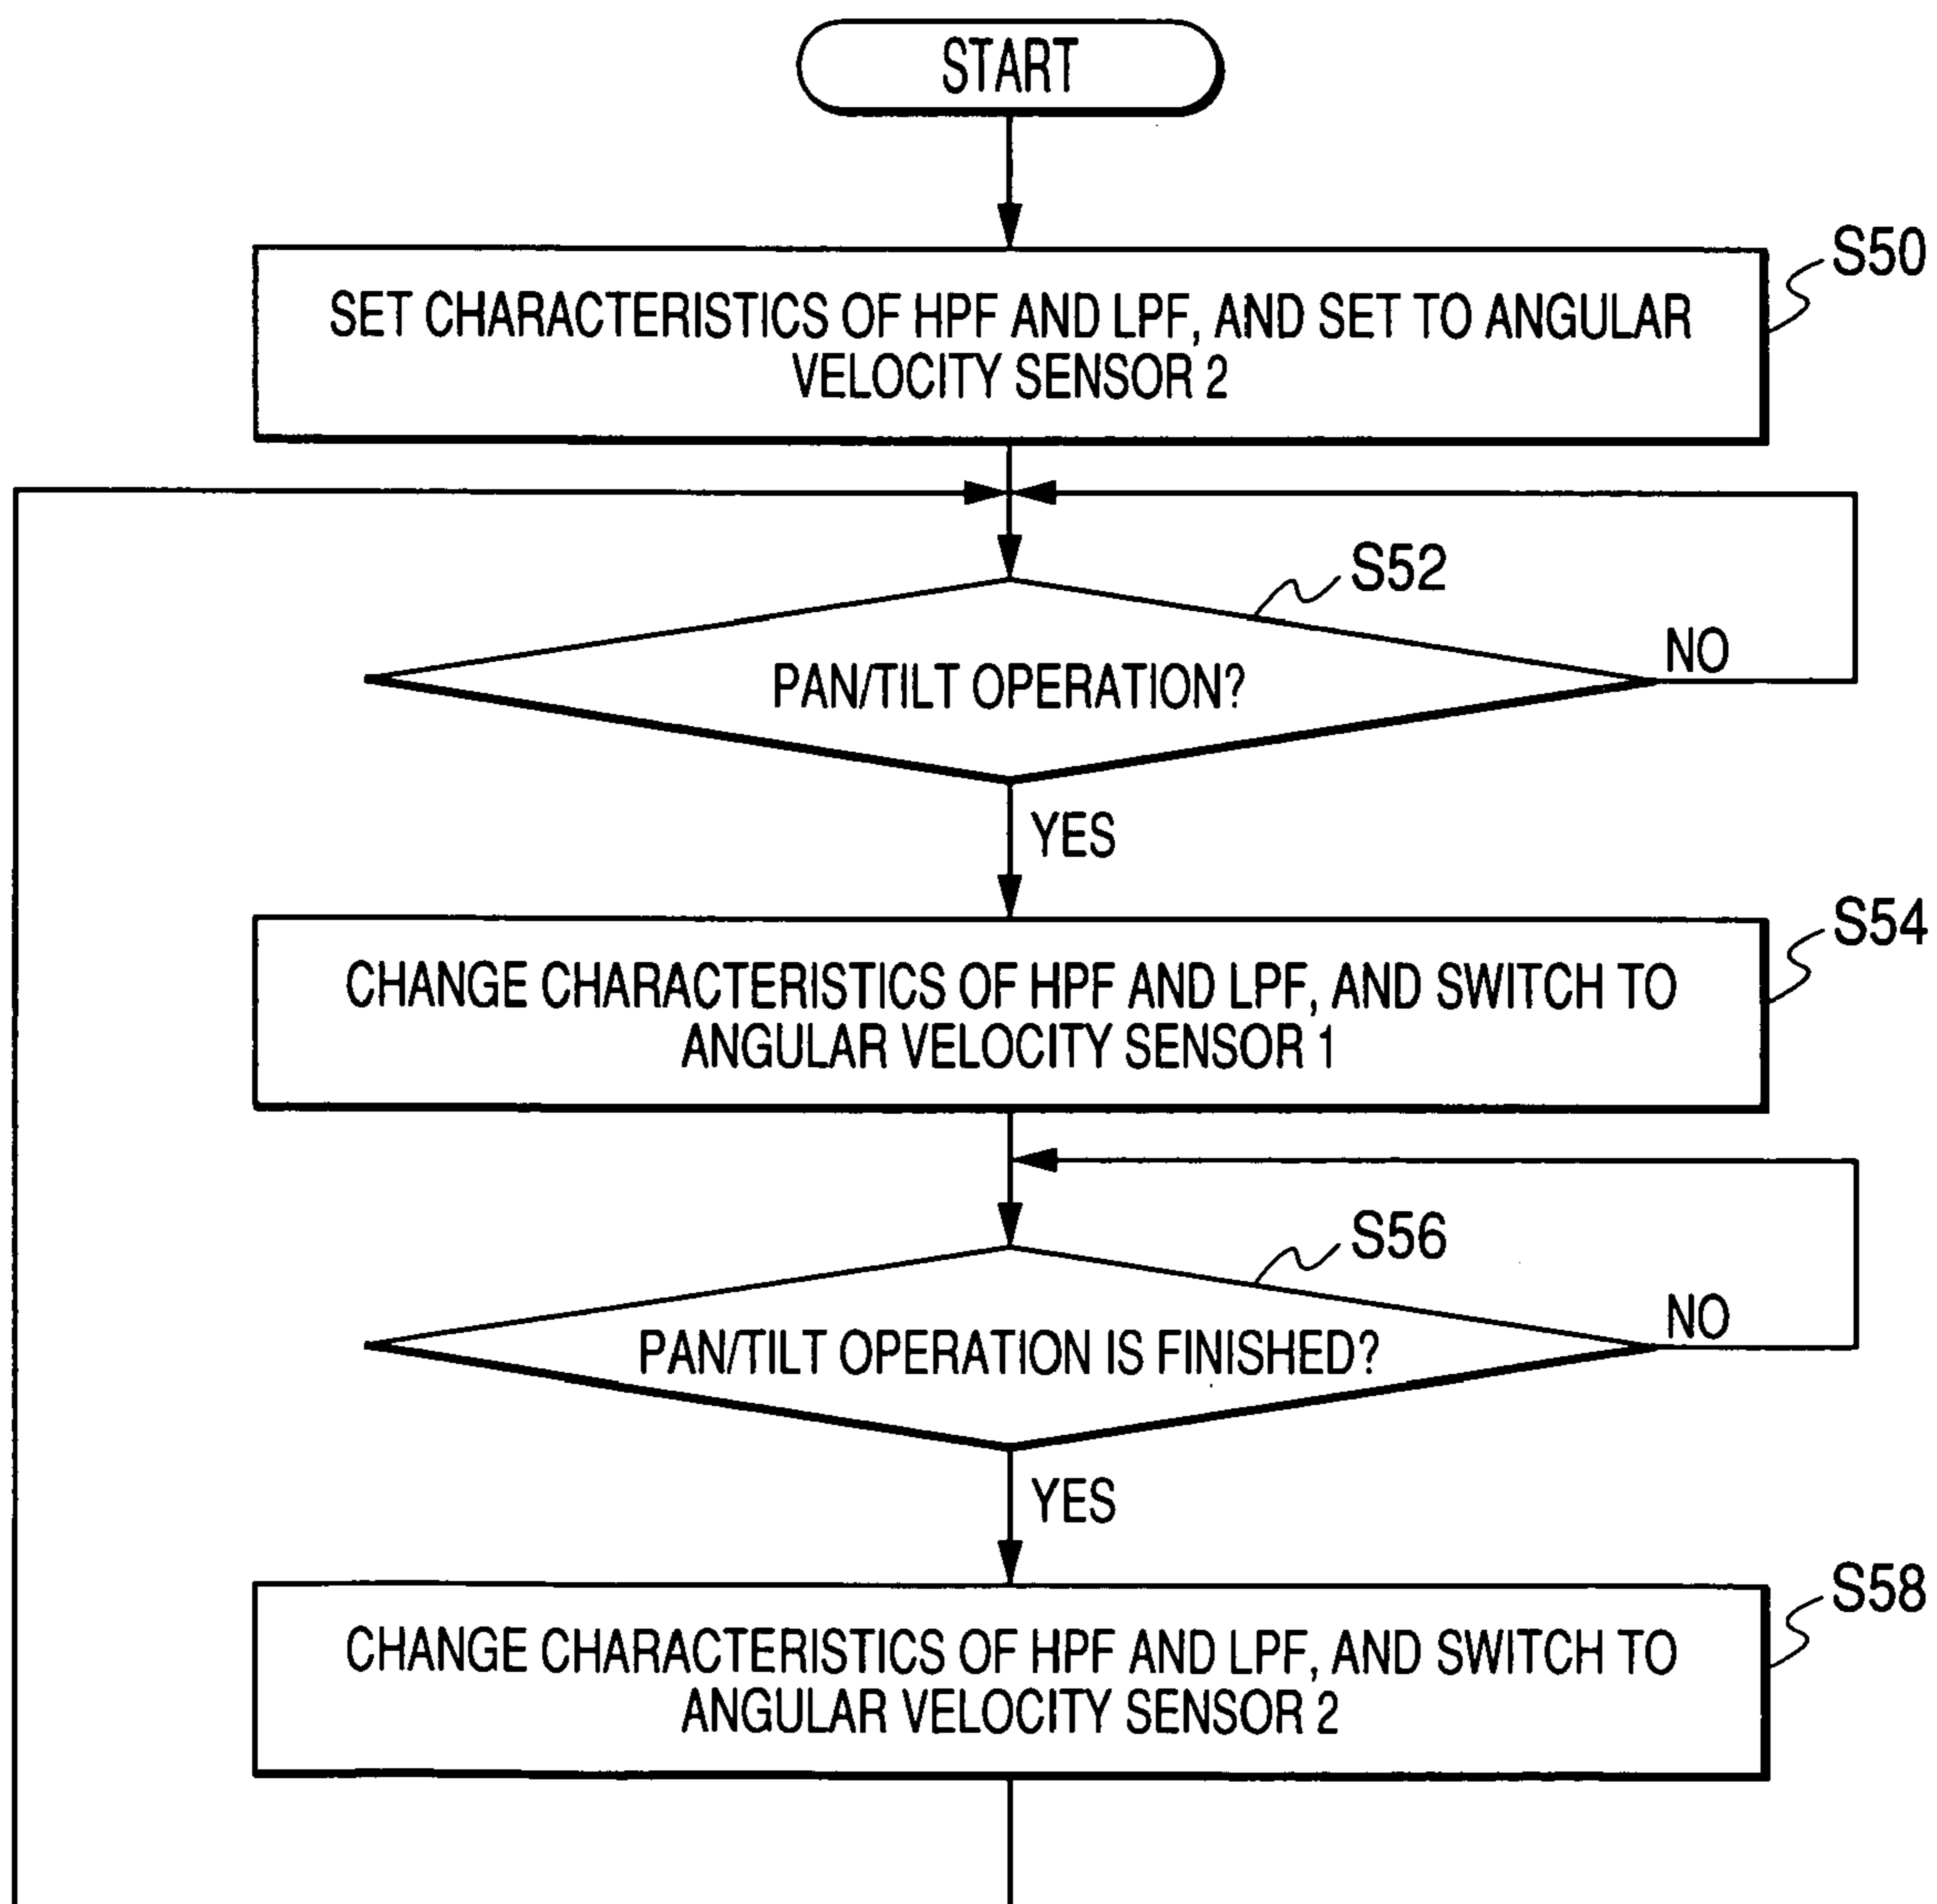 START
S50
SET CHARACTERISTICS OF HPF AND LPF, AND SET TO ANGULAR
VELOCITY SENSOR 2
S52
NO
PAN/TILT OPERATION?
YES
S54
CHANGE CHARACTERISTICS OF HPF AND LPF, AND SWITCH TO
ANGULAR VELOCITY SENSOR 1
S56
NO
PAN/TILT OPERATION IS FINISHED?
YES
S58
CHANGE CHARACTERISTICS OF HPF AND LPF, AND SWITCH TO
ANGULAR VELOCITY SENSOR 2